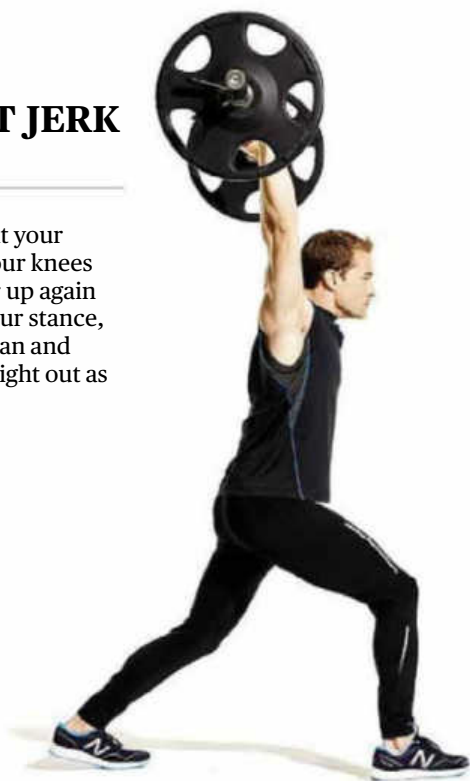 T JERK
t your
ur knees
up again
ur stance,
an and
ight out as
N
N